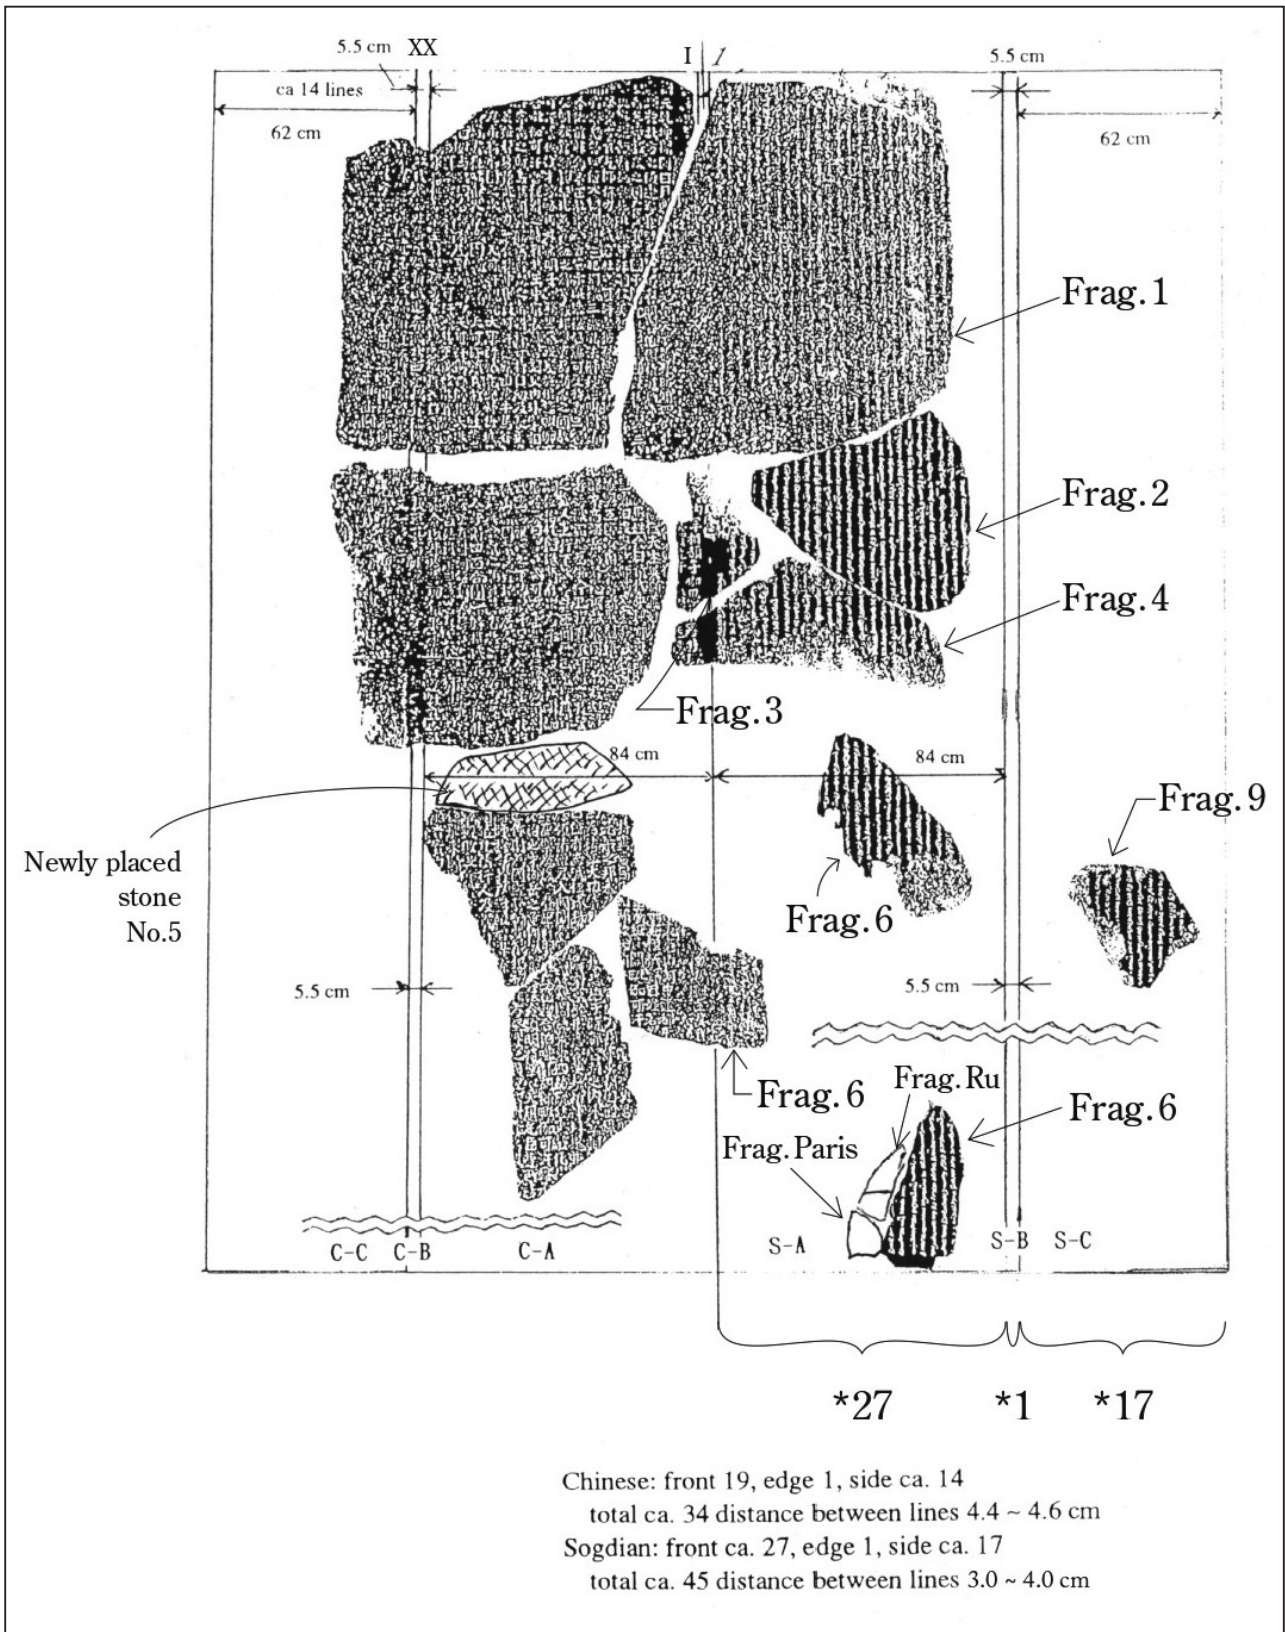 5.5 cm XX I 1 5.5 cm
ca 14 lines
62 cm 62 cm
Frag.1
Frag.2
Frag.4
Frag.3
84 cm 84 cm
Frag.9
Newly placed
stone
No.5
Frag.6
5.5 cm 5.5 cm
Frag.Ru
Frag.6 Frag.6
Frag.Paris
C-C C-B C-A S-A S-B S-C
*27 *1 *17
Chinese: front 19, edge 1, side ca. 14
total ca. 34 distance between lines 4.4 ~ 4.6 cm
Sogdian: front ca. 27, edge 1, side ca. 17
total ca. 45 distance between lines 3.0 ~ 4.0 cm